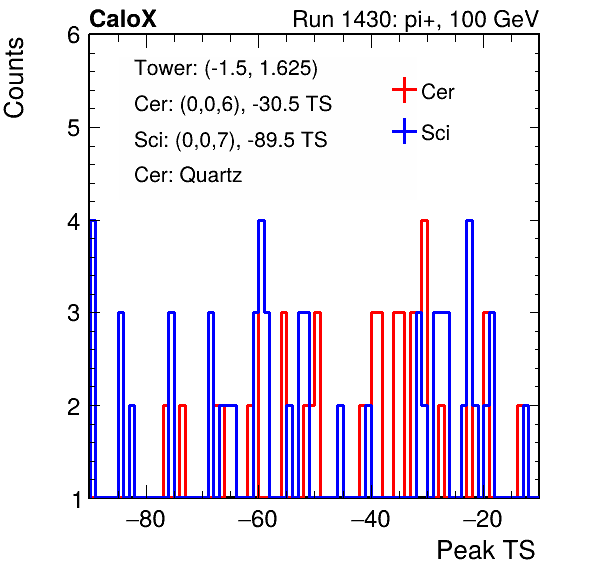 CaloX Run 1430: pi+, 100 GeV
Counts
Tower: (-1.5, 1.625)
Cer: (0,0,6), -30.5 TS
Sci: (0,0,7), -89.5 TS
Cer: Quartz
Cer
Sci
6
5
4
3
2
1
−80 −60 −40 −20
Peak TS